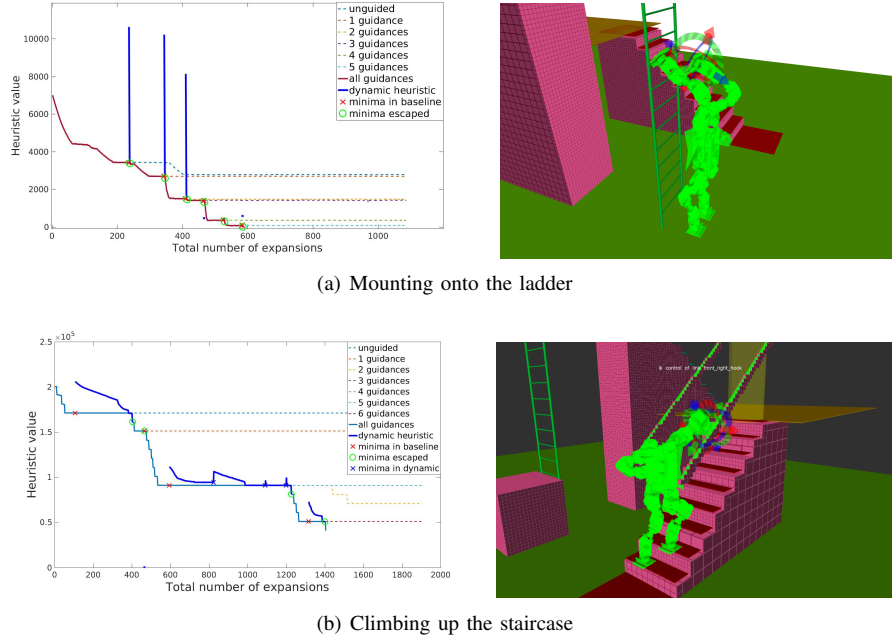 unguided
1 guidance
2 guidances
3 guidances
4 guidances
5 guidances
all guidances
dynamic heuristic
minima in baseline
minima escaped
10000
8000
6000
4000
2000
0
Heuristic value
0 200 400 600 800 1000
Total number of expansions
(a) Mounting onto the ladder
×10⁵
2.5
2
1.5
1
0.5
0
Heuristic value
unguided
1 guidance
2 guidances
3 guidances
4 guidances
5 guidances
6 guidances
all guidances
dynamic heuristic
minima in baseline
minima escaped
minima in dynamic
0 200 400 600 800 1000 1200 1400 1600 1800 2000
Total number of expansions
control of link front_right_hook
(b) Climbing up the staircase